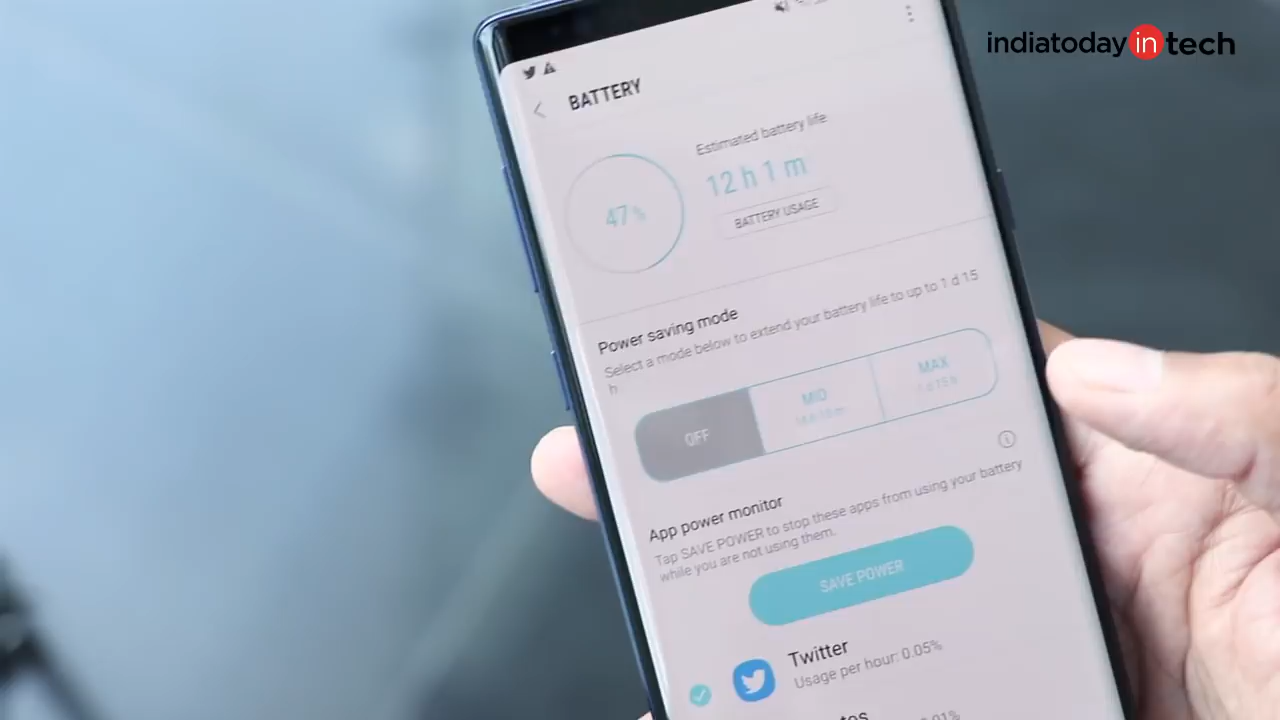 indiatoday in tech
BATTERY
Estimated battery life
12 h 1 m
47%
BATTERY USAGE
Power saving mode
Select a mode below to extend your battery life to up to 1 d 15
h
OFF
MID
MAX
1 d 15 h
App power monitor
Tap SAVE POWER to stop these apps from using your battery
while you are not using them.
SAVE POWER
Twitter
Usage per hour: 0.05%